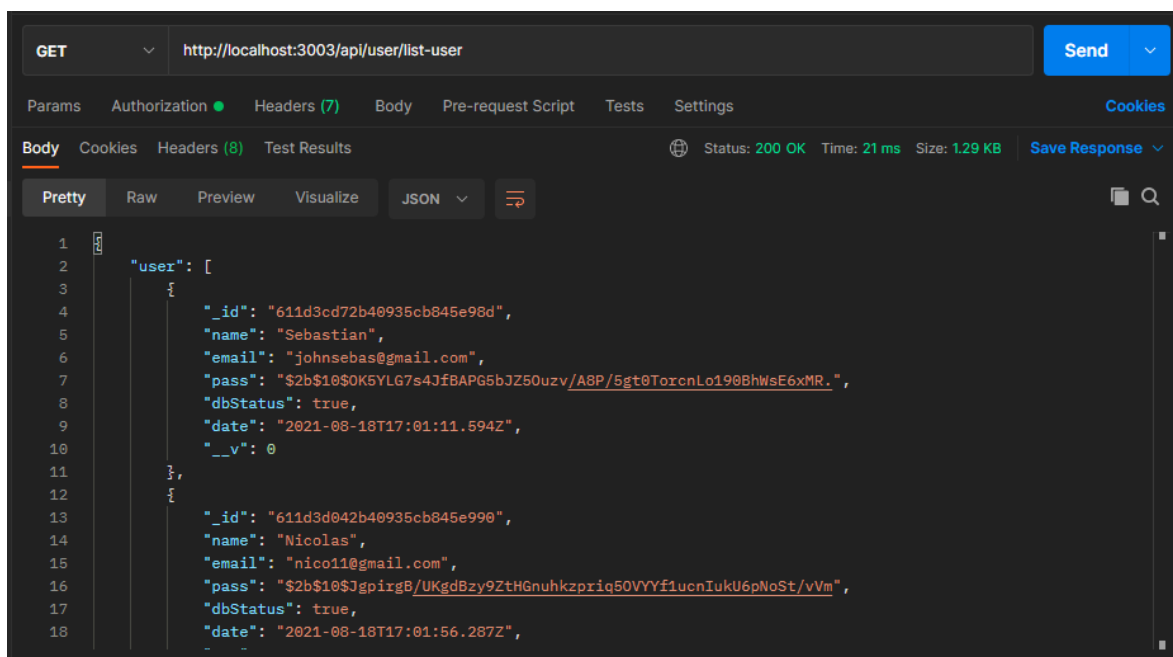 GET http://localhost:3003/api/user/list-user Send
Params Authorization Headers (7) Body Pre-request Script Tests Settings Cookies
Body Cookies Headers (8) Test Results Status: 200 OK Time: 21 ms Size: 1.29 KB Save Response
Pretty Raw Preview Visualize JSON
1 {
2 "user": [
3 {
4 "_id": "611d3cd72b40935cb845e98d",
5 "name": "Sebastian",
6 "email": "johnsebas@gmail.com",
7 "pass": "$2b$10$OK5YLG7s4JfBAPG5bJZ5Ouzv/A8P/5gt0TorcnLo190BhWsE6xMR.",
8 "dbStatus": true,
9 "date": "2021-08-18T17:01:11.594Z",
10 "__v": 0
11 },
12 {
13 "_id": "611d3d042b40935cb845e990",
14 "name": "Nicolas",
15 "email": "nico11@gmail.com",
16 "pass": "$2b$10$JgpirgB/UKgdBzy9ZtHGnuhkzpriq5OVYYf1ucnIukU6pNoSt/vVm",
17 "dbStatus": true,
18 "date": "2021-08-18T17:01:56.287Z",